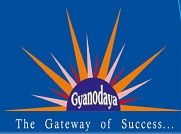 Gyanodaya
The Gateway of Success...